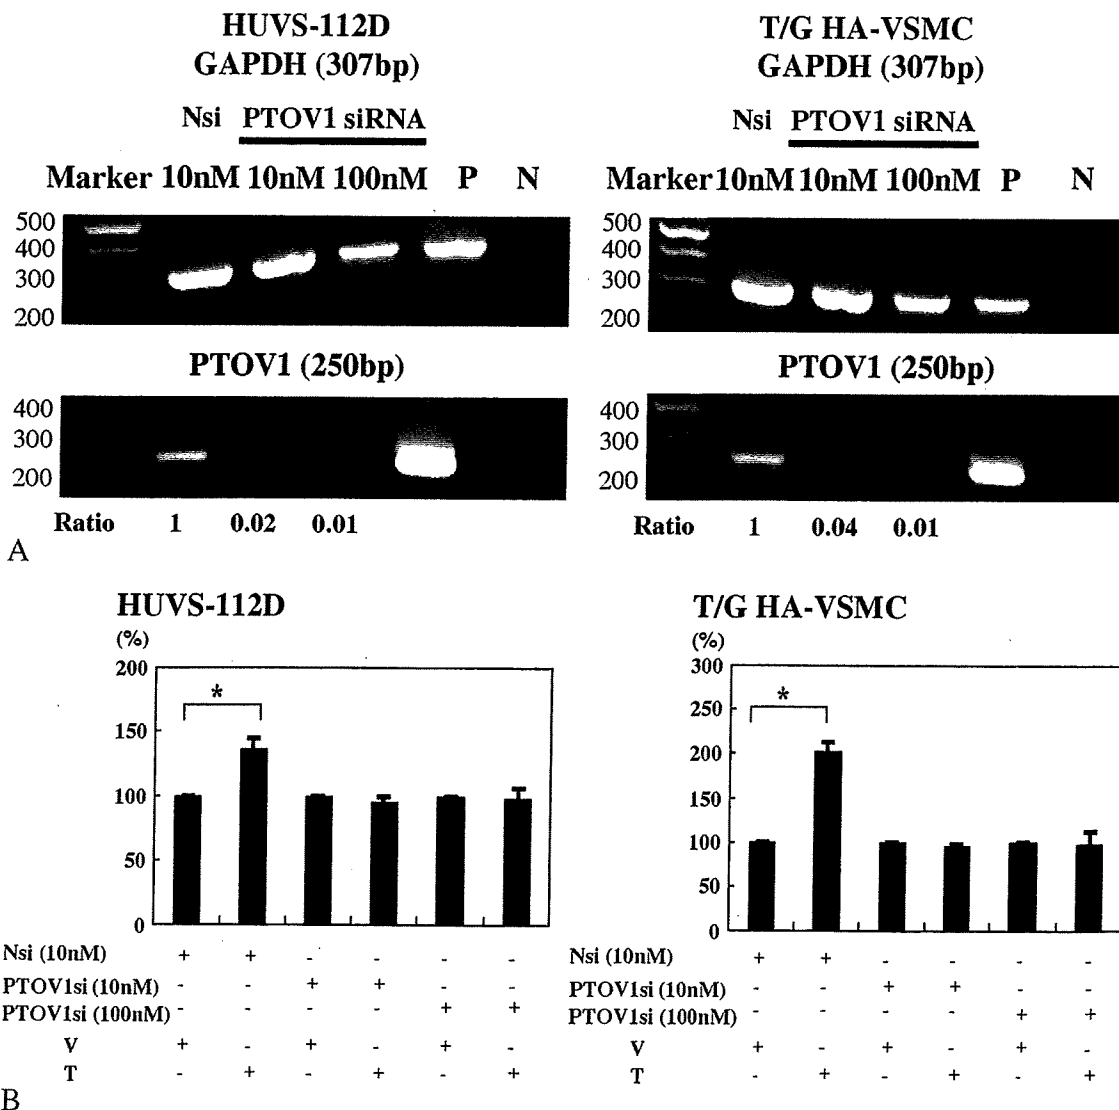 HUVS-112D
GAPDH (307bp)
Nsi PTOV1 siRNA
Marker 10nM 10nM 100nM P N
500
400
300
200
PTOV1 (250bp)
400
300
200
Ratio 1 0.02 0.01
T/G HA-VSMC
GAPDH (307bp)
Nsi PTOV1 siRNA
Marker 10nM 10nM 100nM P N
500
400
300
200
PTOV1 (250bp)
400
300
200
Ratio 1 0.04 0.01
A
HUVS-112D
(%)
200
*
150
100
50
0
Nsi (10nM) + + - - - -
PTOV1si (10nM) - - + + - -
PTOV1si (100nM) - - - - + +
V + - + - + -
T - + - + - +
T/G HA-VSMC
(%)
300
*
250
200
150
100
50
0
Nsi (10nM) + + - - - -
PTOV1si (10nM) - - + + - -
PTOV1si (100nM) - - - - + +
V + - + - + -
T - + - + - +
B